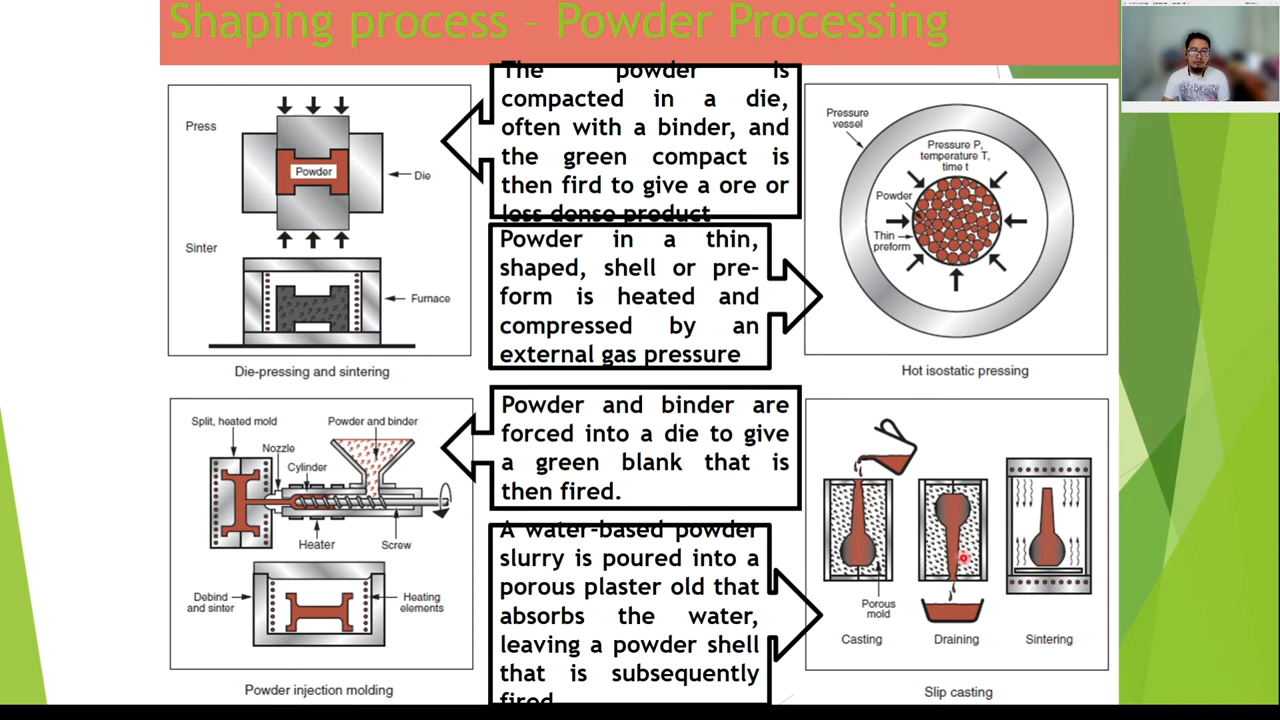 Shaping process – Powder Processing
Press
Powder
Die
Sinter
Furnace
Die-pressing and sintering
The powder is
compacted in a die,
often with a binder, and
the green compact is
then fird to give a ore or
less dense product
Powder in a thin,
shaped, shell or pre-
form is heated and
compressed by an
external gas pressure
Pressure
vessel
Pressure P,
temperature T,
time t
Powder
Thin
preform
Hot isostatic pressing
Split, heated mold
Powder and binder
Nozzle
Cylinder
Heater
Screw
Debind
and sinter
Heating
elements
Powder injection molding
Powder and binder are
forced into a die to give
a green blank that is
then fired.
A water-based powder
slurry is poured into a
porous plaster old that
absorbs the water,
leaving a powder shell
that is subsequently
fired
Porous
mold
Casting
Draining
Sintering
Slip casting